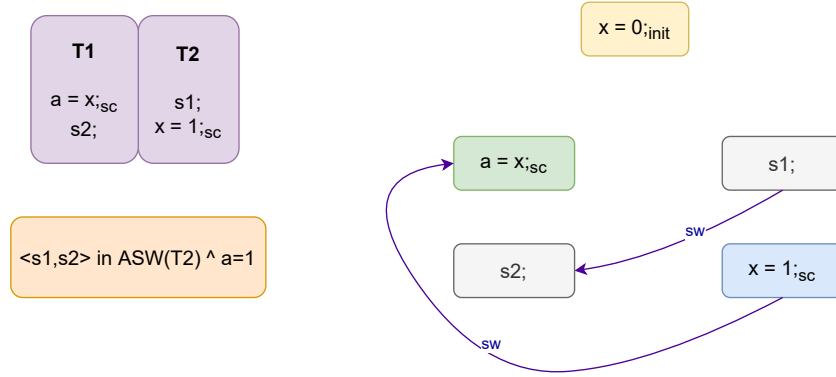 T1
a = x;sc
s2;
T2
s1;
x = 1;sc
<s1,s2> in ASW(T2) ^ a=1
x = 0;init
a = x;sc
s1;
sw
s2;
x = 1;sc
sw